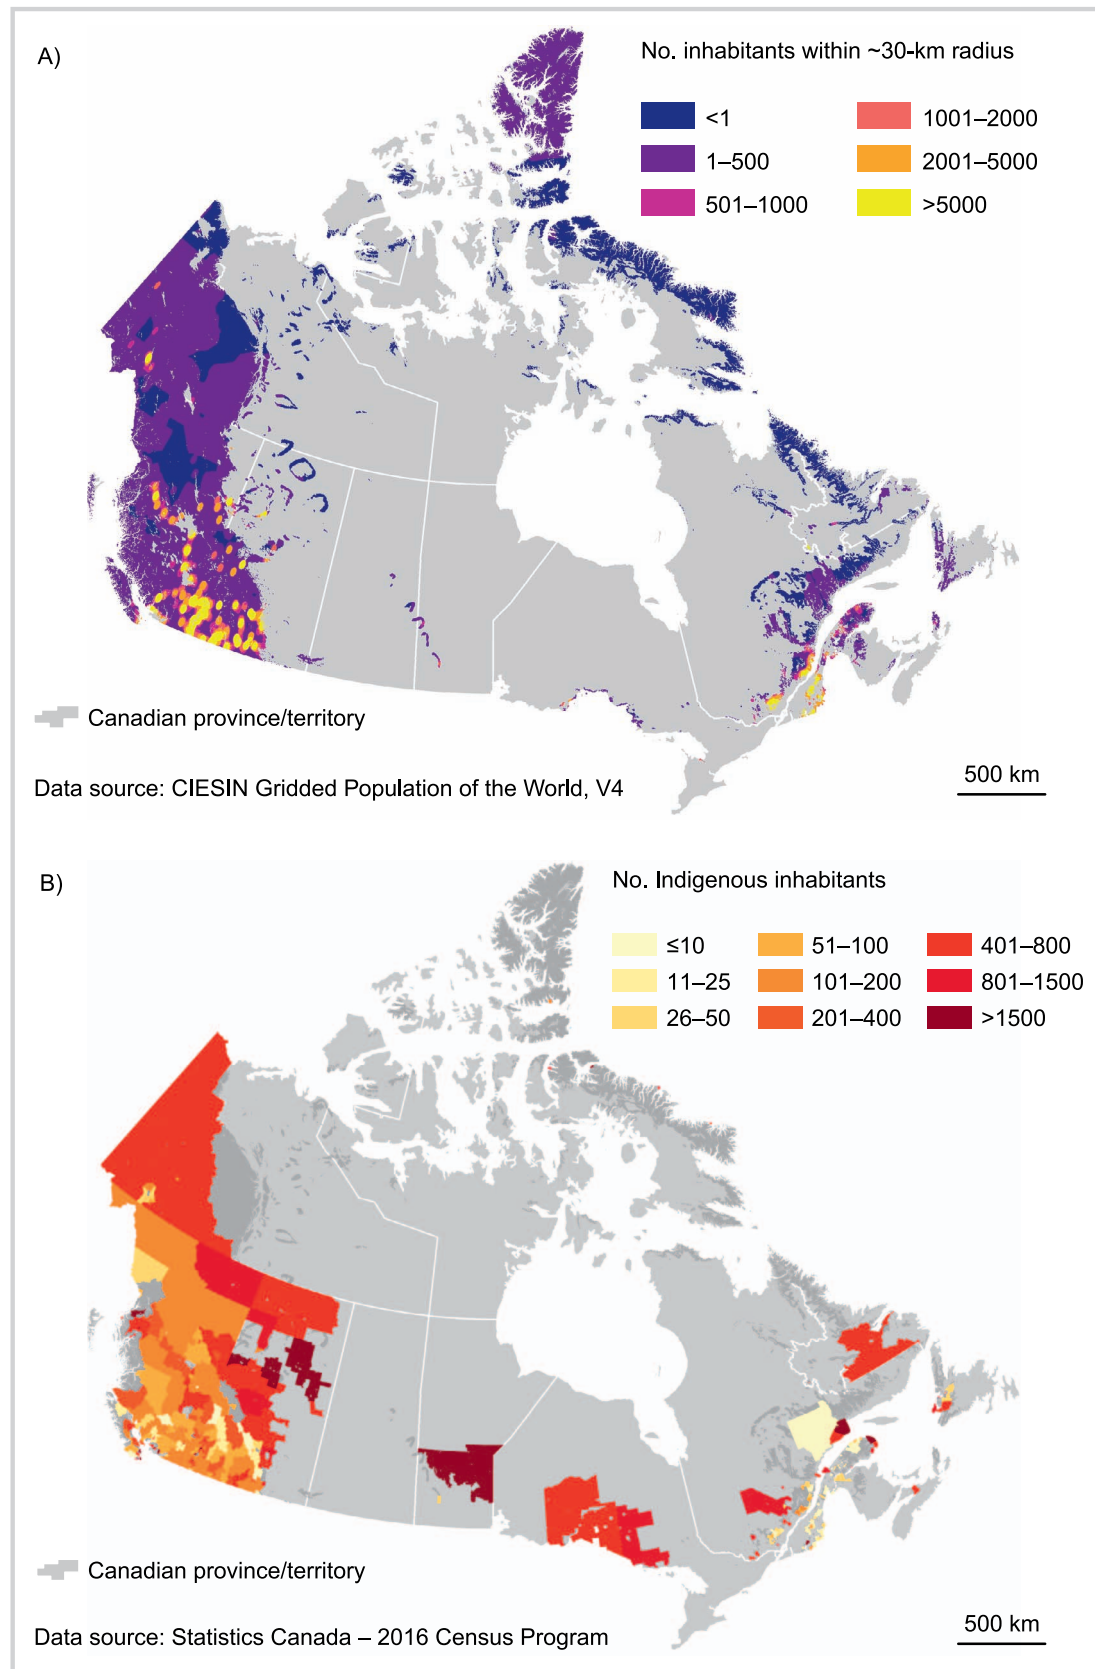 A)
No. inhabitants within ~30-km radius
<1
1–500
501–1000
1001–2000
2001–5000
>5000
Canadian province/territory
Data source: CIESIN Gridded Population of the World, V4
500 km
B)
No. Indigenous inhabitants
≤10
11–25
26–50
51–100
101–200
201–400
401–800
801–1500
>1500
Canadian province/territory
Data source: Statistics Canada – 2016 Census Program
500 km